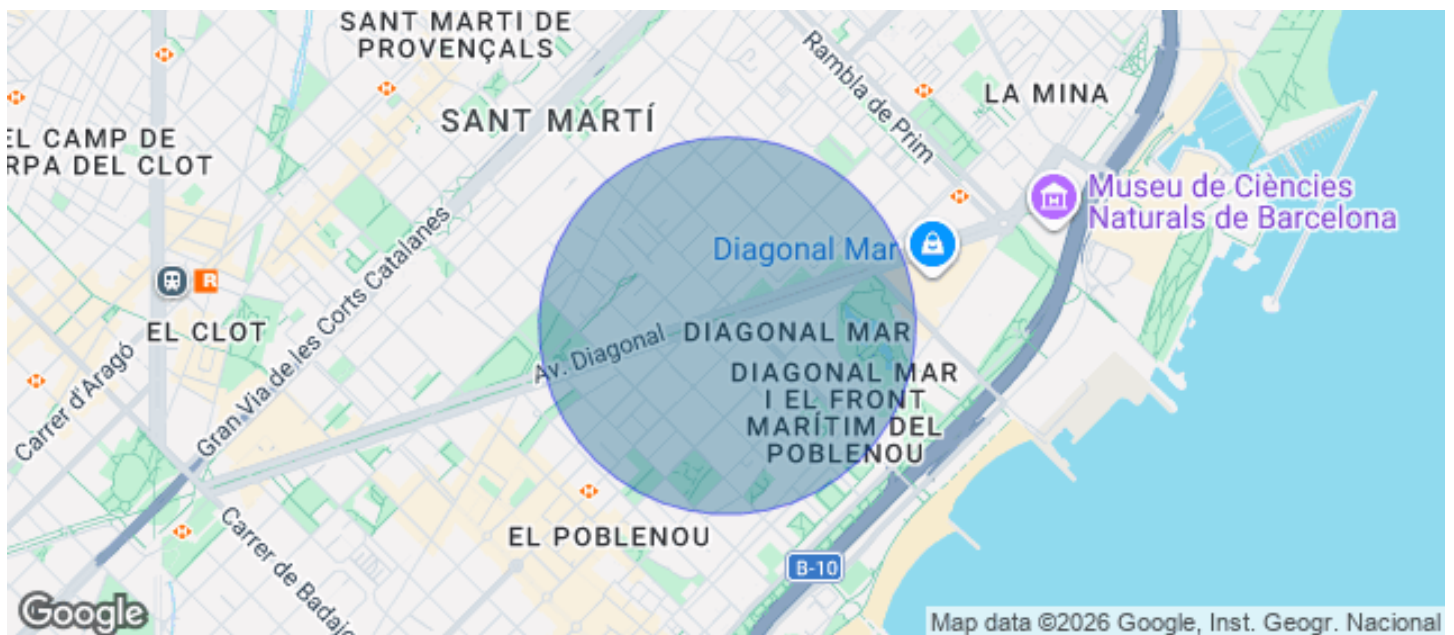 SANT MARTÍ DE
PROVENÇALS
Rambla de Prim
LA MINA
SANT MARTÍ
EL CAMP DE
RPA DEL CLOT
Museu de Ciències
Naturals de Barcelona
Diagonal Mar
Gran Via de les Corts Catalanes
R
EL CLOT
Av. Diagonal
DIAGONAL MAR
DIAGONAL MAR
I EL FRONT
MARÍTIM DEL
POBLENOU
Carrer d'Aragó
EL POBLENOU
Carrer de Badajo
B-10
Google
Map data ©2026 Google, Inst. Geogr. Nacional